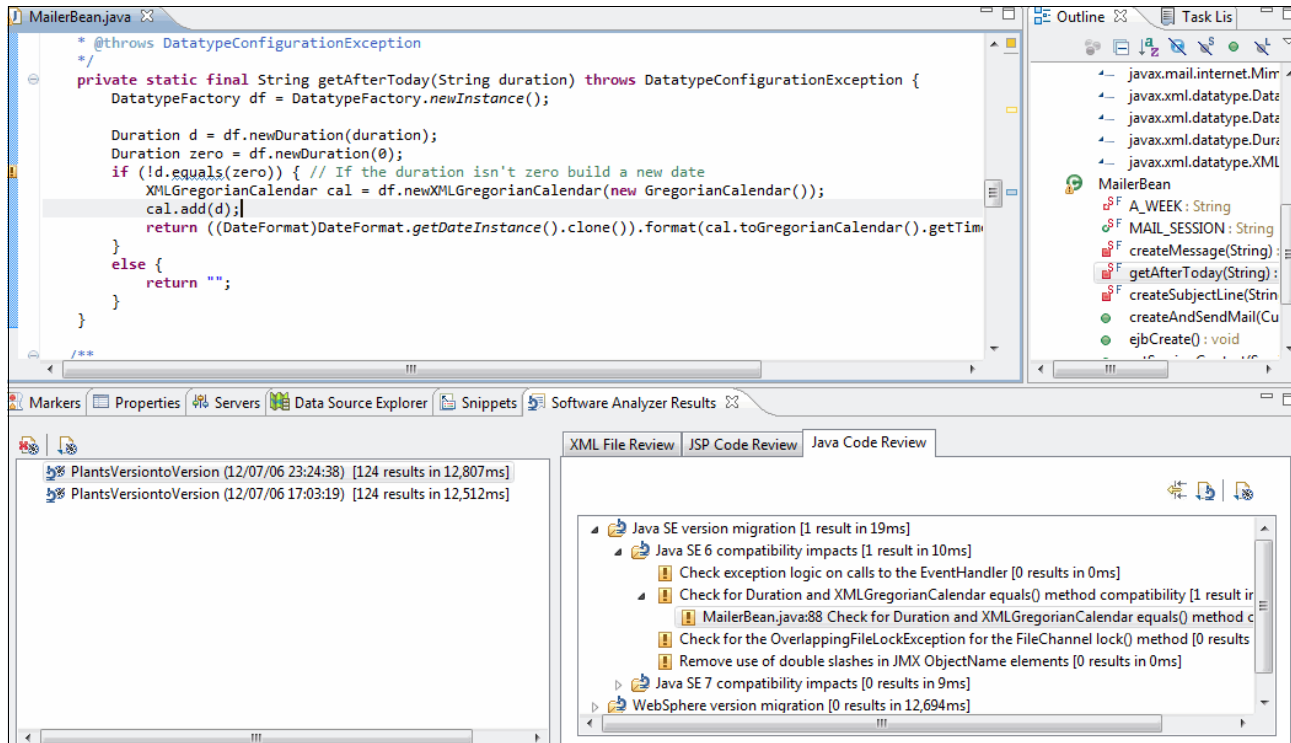 MailerBean.java
* @throws DatatypeConfigurationException
*/
private static final String getAfterToday(String duration) throws DatatypeConfigurationException {
DatatypeFactory df = DatatypeFactory.newInstance();
Duration d = df.newDuration(duration);
Duration zero = df.newDuration(0);
if (!d.equals(zero)) { // If the duration isn't zero build a new date
XMLGregorianCalendar cal = df.newXMLGregorianCalendar(new GregorianCalendar());
cal.add(d);
return ((DateFormat)DateFormat.getDateInstance().clone()).format(cal.toGregorianCalendar().getTim
}
else {
return "";
}
}
/**
Outline Task Lis
javax.mail.internet.Mim
javax.xml.datatype.Data
javax.xml.datatype.Data
javax.xml.datatype.Dura
javax.xml.datatype.XML
MailerBean
SF A_WEEK : String
SF MAIL_SESSION : String
SF createMessage(String) :
SF getAfterToday(String) :
SF createSubjectLine(Strin
createAndSendMail(Cu
ejbCreate() : void
Markers Properties Servers Data Source Explorer Snippets Software Analyzer Results
PlantsVersiontoVersion (12/07/06 23:24:38) [124 results in 12,807ms]
PlantsVersiontoVersion (12/07/06 17:03:19) [124 results in 12,512ms]
XML File Review JSP Code Review Java Code Review
Java SE version migration [1 result in 19ms]
Java SE 6 compatibility impacts [1 result in 10ms]
Check exception logic on calls to the EventHandler [0 results in 0ms]
Check for Duration and XMLGregorianCalendar equals() method compatibility [1 result ir
MailerBean.java:88 Check for Duration and XMLGregorianCalendar equals() method c
Check for the OverlappingFileLockException for the FileChannel lock() method [0 results
Remove use of double slashes in JMX ObjectName elements [0 results in 0ms]
Java SE 7 compatibility impacts [0 results in 9ms]
WebSphere version migration [0 results in 12,694ms]